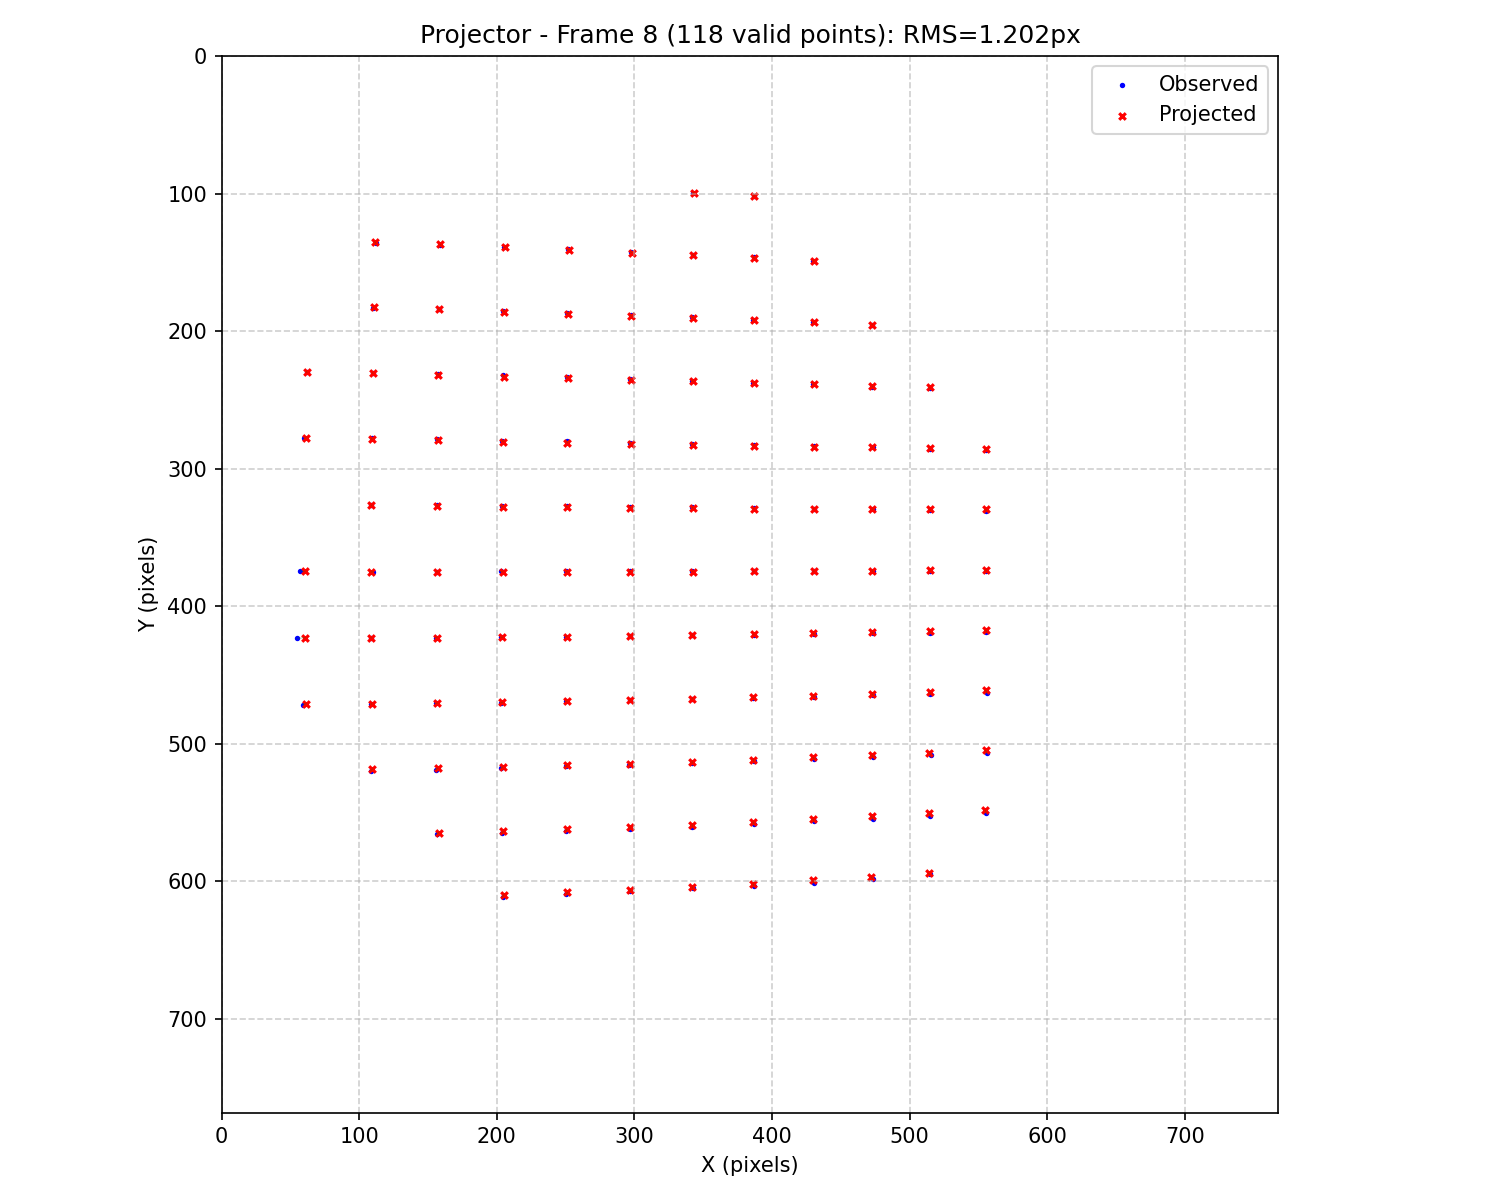 Projector - Frame 8 (118 valid points): RMS=1.202px
Observed
Projected
0
100
200
300
400
500
600
700
Y (pixels)
0 100 200 300 400 500 600 700
X (pixels)